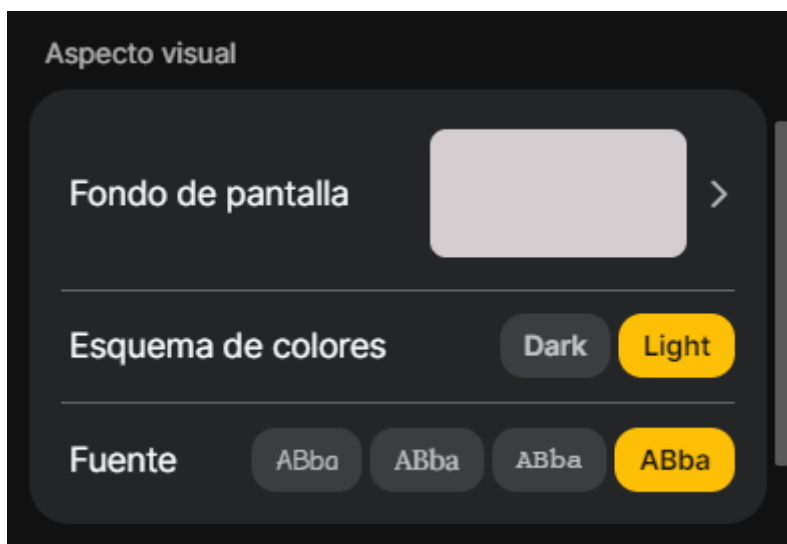 Aspecto visual
Fondo de pantalla
Esquema de colores Dark Light
Fuente ABba ABba ABba ABba